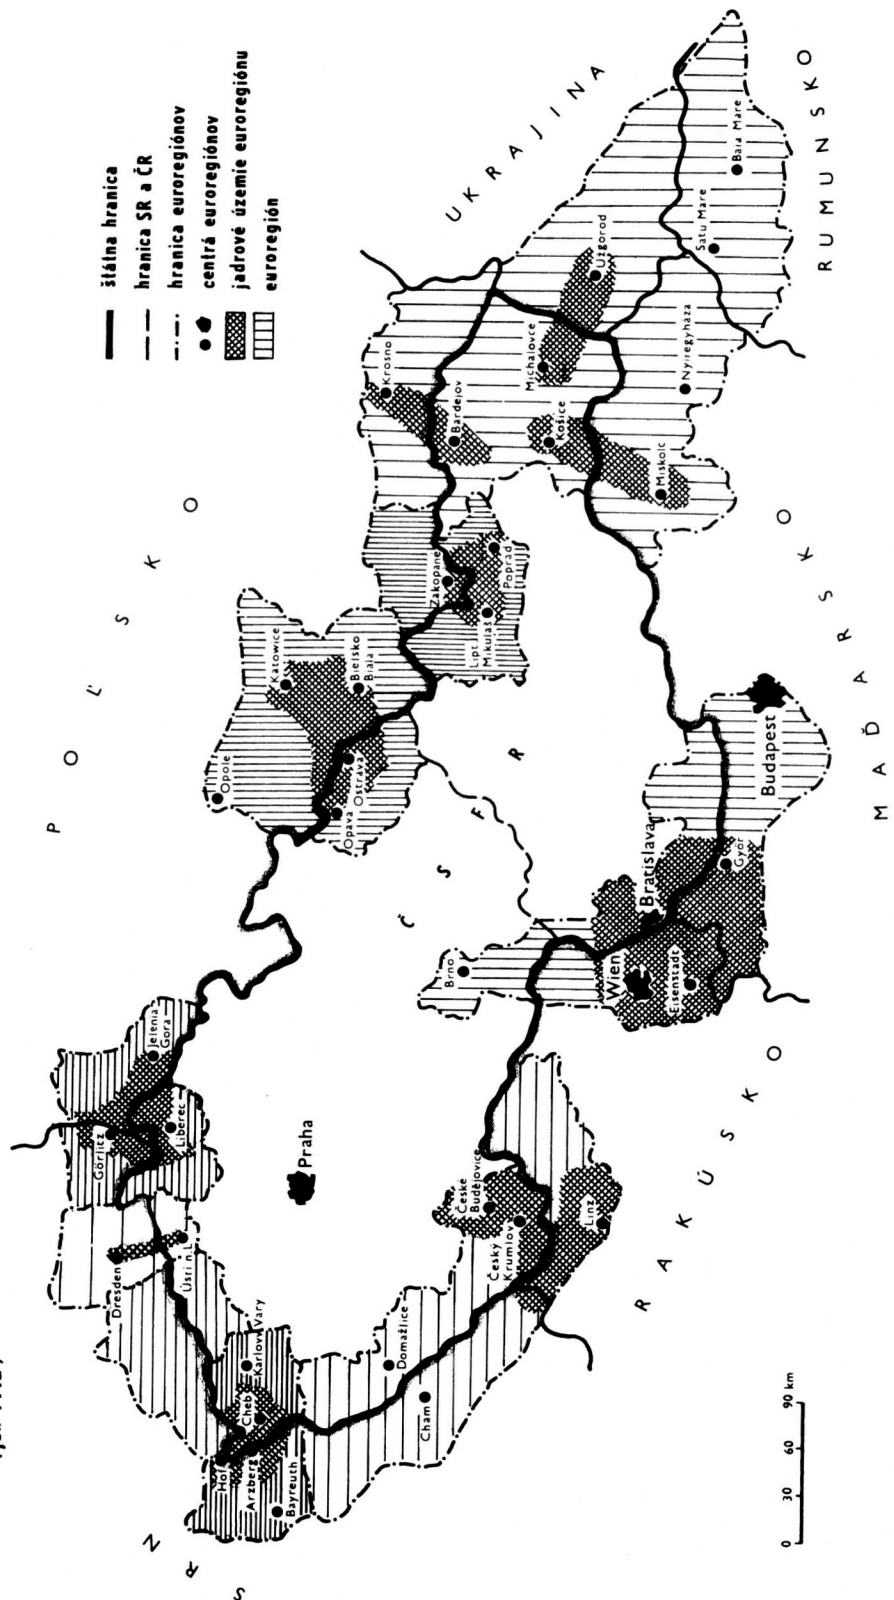 štátna hranica
hranica SR a ČR
hranica euroregiónov
centrá euroregiónov
jadrové územie euroregiónu
euroregión
POĽSKO
UKRAJINA
RUMUNSKO
MAĎARSKO
RAKÚSKO
SRN
ČSFR
Hof
Arzberg
Bayreuth
Cheb
Karlovy Vary
Dresden
Ústí n.L.
Görlitz
Liberec
Jelenia
Gora
Praha
Domažlice
Cham
České
Budějovice
Český
Krumlov
Linz
Brno
Wien
Eisenstadt
Bratislava
Győr
Budapest
Opole
Opava
Ostrava
Katowice
Bielsko
Biala
Zakopane
Lipt.
Mikuláš
Poprad
Krosno
Bardejov
Košice
Miskolc
Michalovce
Užgorod
Nyíregyháza
Satu Mare
Baia Mare
0 30 60 90 km